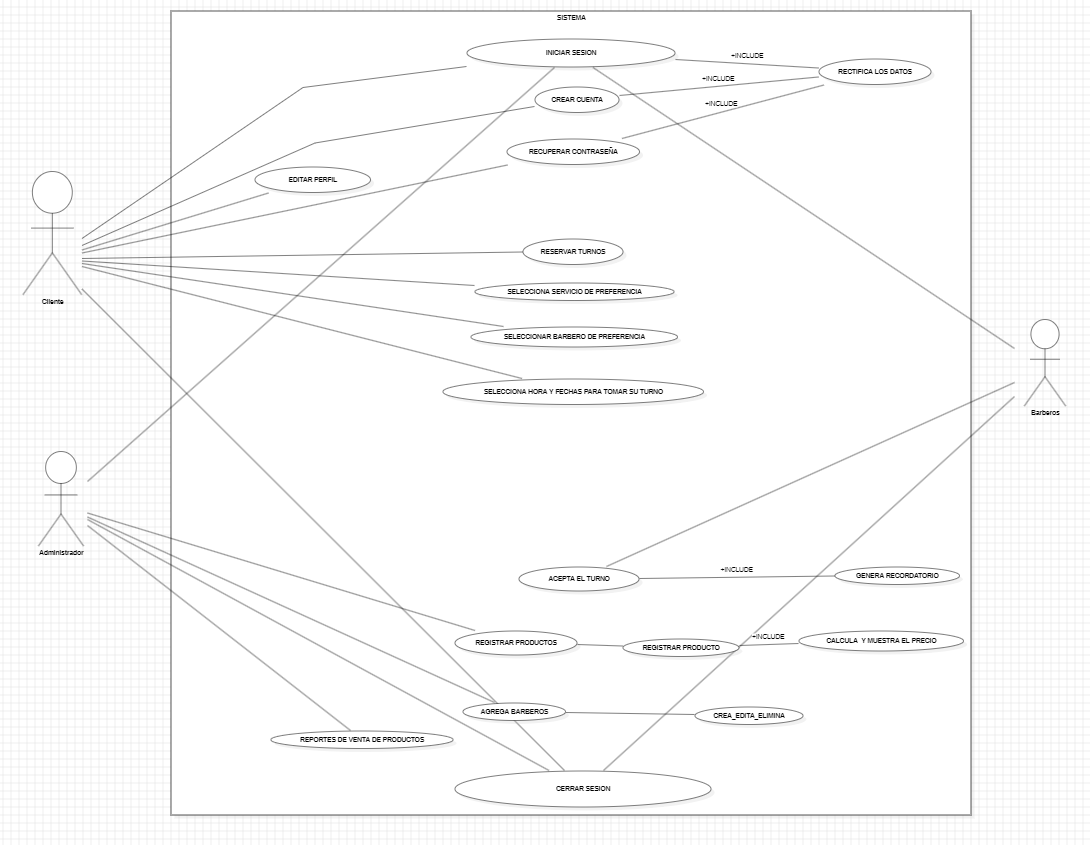 SISTEMA
INICIAR SESION
+INCLUDE
RECTIFICA LOS DATOS
+INCLUDE
CREAR CUENTA
+INCLUDE
RECUPERAR CONTRASEÑA
EDITAR PERFIL
RESERVAR TURNOS
SELECCIONA SERVICIO DE PREFERENCIA
Cliente
SELECCIONAR BARBERO DE PREFERENCIA
SELECCIONA HORA Y FECHAS PARA TOMAR SU TURNO
Barberos
Administrador
+INCLUDE
ACEPTA EL TURNO
GENERA RECORDATORIO
+INCLUDE
REGISTRAR PRODUCTOS
REGISTRAR PRODUCTO
CALCULA Y MUESTRA EL PRECIO
AGREGA BARBEROS
CREA_EDITA_ELIMINA
REPORTES DE VENTA DE PRODUCTOS
CERRAR SESION